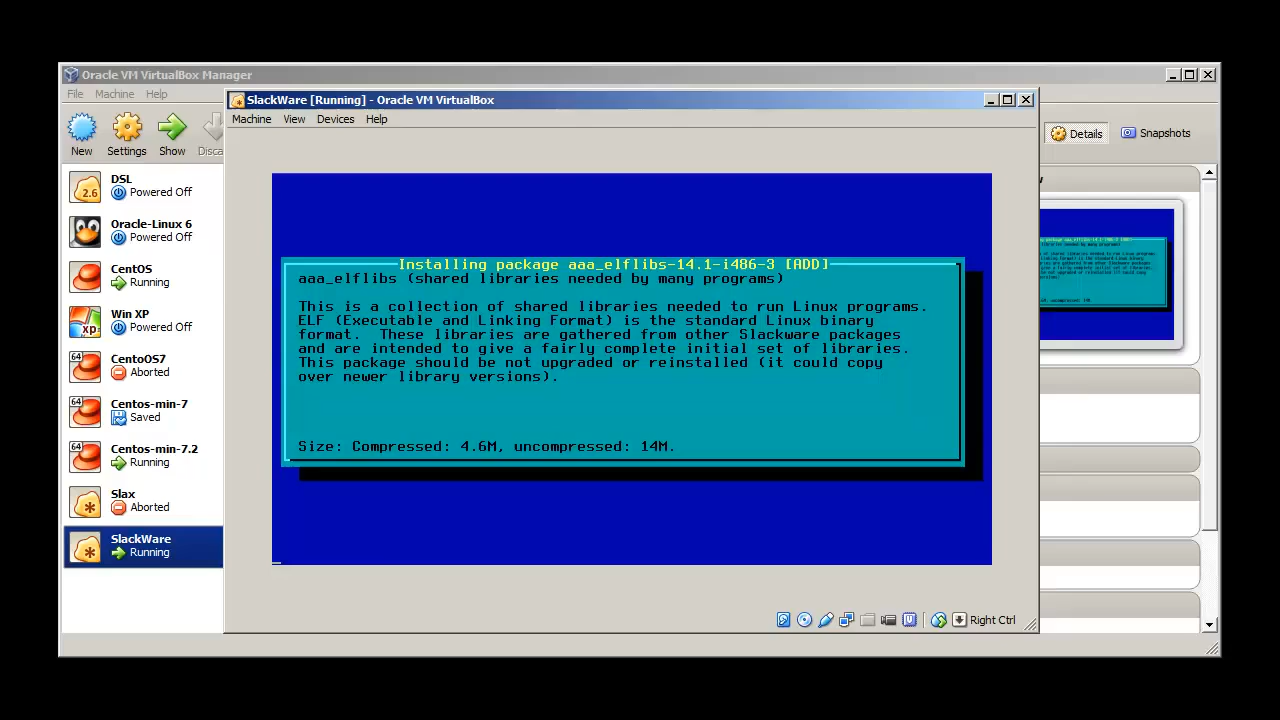 Oracle VM VirtualBox Manager
File Machine Help
New Settings Show Disca
DSL
2.6 Powered Off
Oracle-Linux 6
Powered Off
CentOS
Running
Win XP
xp Powered Off
64 CentoOS7
Aborted
64 Centos-min-7
Saved
64 Centos-min-7.2
Running
Slax
Aborted
SlackWare
Running
SlackWare [Running] - Oracle VM VirtualBox
Machine View Devices Help
Installing package aaa_elflibs-14.1-i486-3 [ADD]
aaa_elflibs (shared libraries needed by many programs)
This is a collection of shared libraries needed to run Linux programs.
ELF (Executable and Linking Format) is the standard Linux binary
format. These libraries are gathered from other Slackware packages
and are intended to give a fairly complete initial set of libraries.
This package should be not upgraded or reinstalled (it could copy
over newer library versions).
Size: Compressed: 4.6M, uncompressed: 14M.
Right Ctrl
Details Snapshots